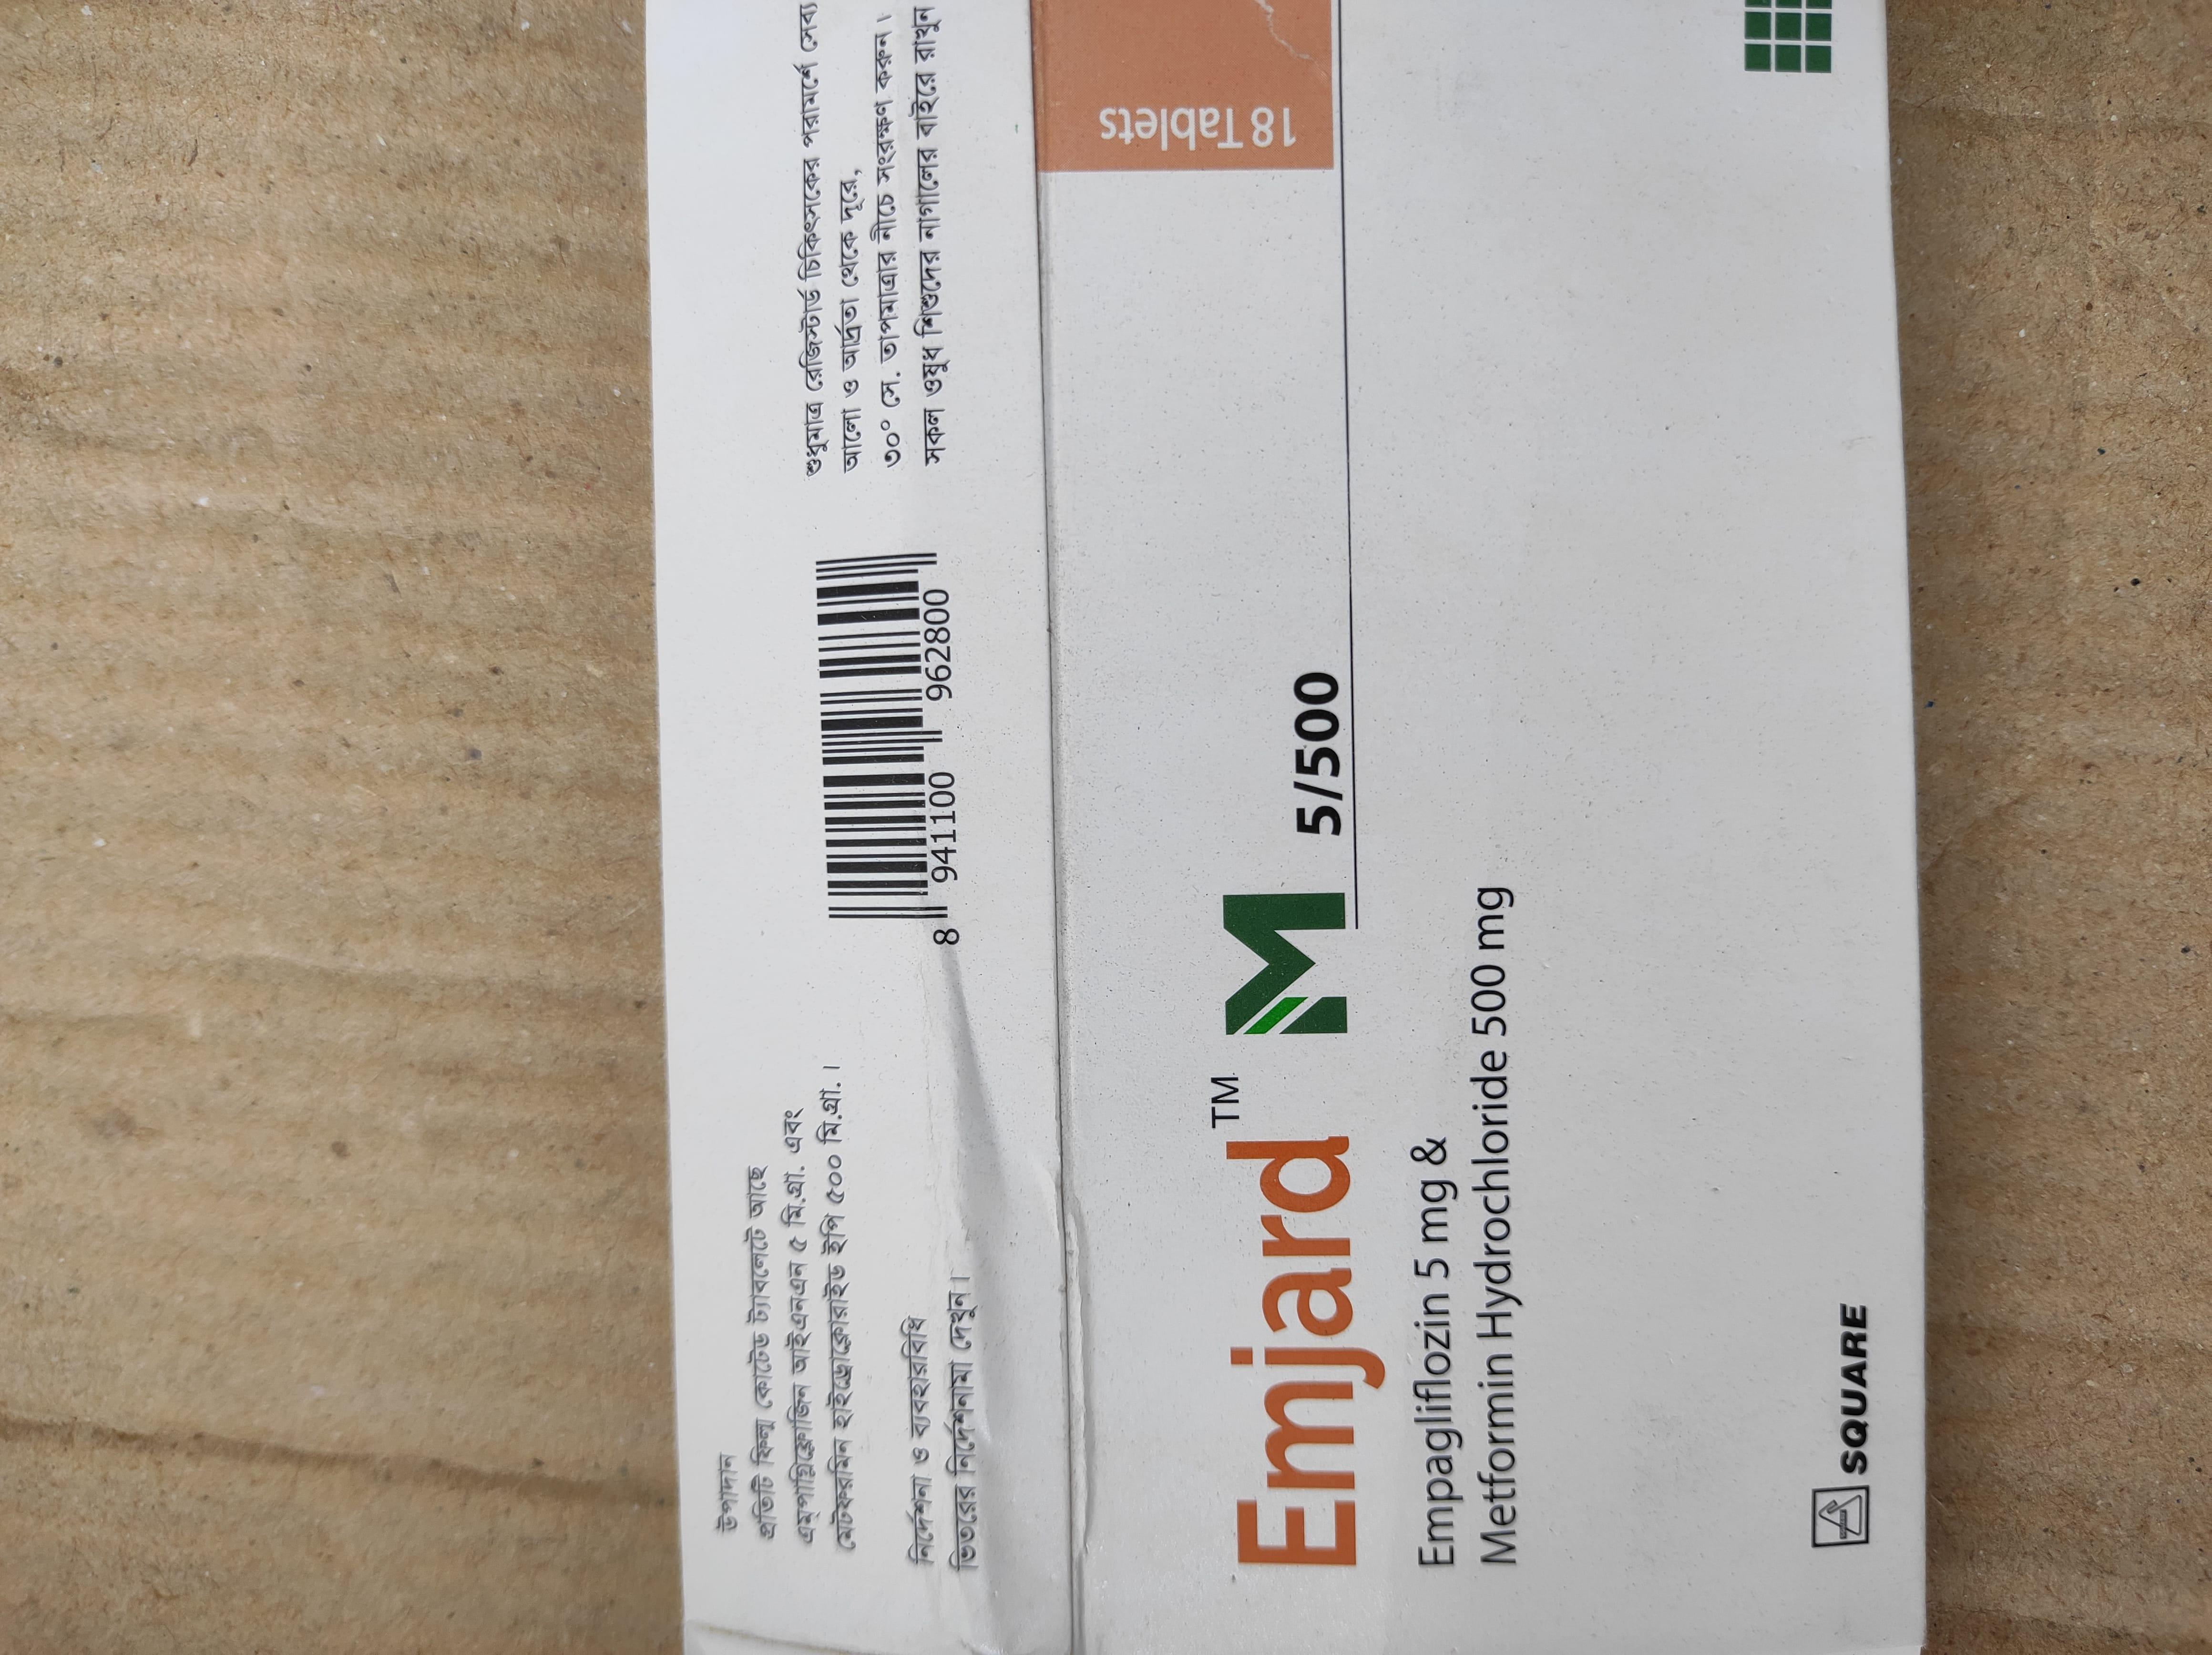 উপাদান
প্রতিটি ফিল্ম কোটেড ট্যাবলেটে আছে
এম্‌পাগ্লিফ্লোজিন আইএনএন ৫ মি.গ্রা. এবং
মেটফরমিন হাইড্রোক্লোরাইড ইপি ৫০০ মি.গ্রা.।
নির্দেশনা ও ব্যবহারবিধি
ভিতরের নির্দেশনামা দেখুন।
8 941100 962800
শুধুমাত্র রেজিস্টার্ড চিকিৎসকের পরামর্শে সেব্য
আলো ও আর্দ্রতা থেকে দূরে,
৩০° সে. তাপমাত্রার নীচে সংরক্ষণ করুন।
সকল ওষুধ শিশুদের নাগালের বাইরে রাখুন
18 Tablets
Emjard™ M 5/500
Empagliflozin 5 mg &
Metformin Hydrochloride 500 mg
SQUARE